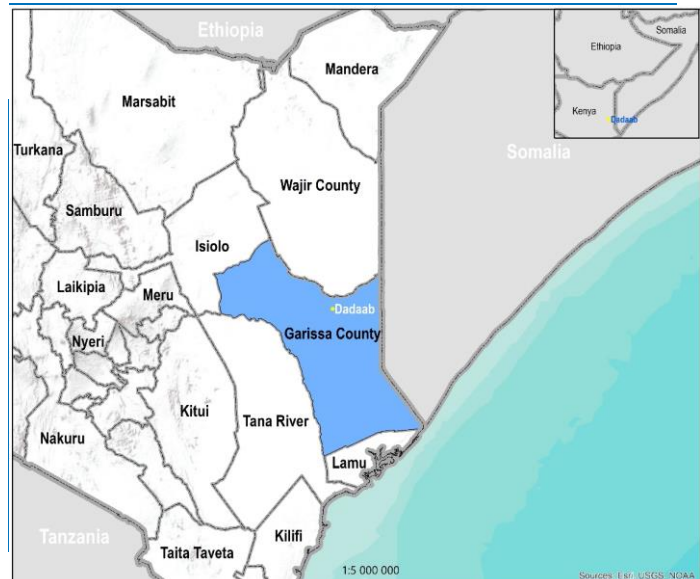 Ethiopia
Mandera
Somalia
Ethiopia
Kenya
Dadaab
Marsabit
Turkana
Somalia
Wajir County
Samburu
Isiolo
Laikipia
Meru
Dadaab
Garissa County
Nyeri
Kitui
Tana River
Nakuru
Lamu
Tanzania
Kilifi
Taita Taveta
1:5 000 000
Sources: Esri, USGS, NOAA